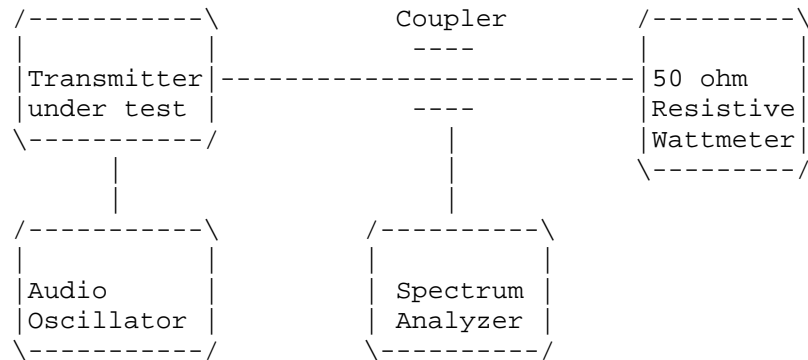 Coupler
Transmitter
under test
50 ohm
Resistive
Wattmeter
Audio
Oscillator
Spectrum
Analyzer